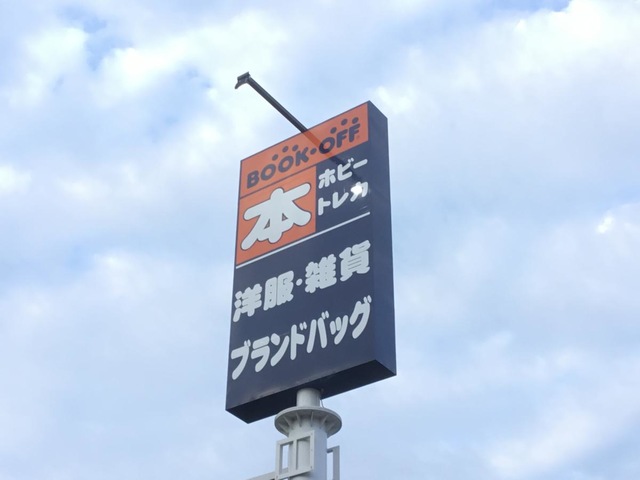 BOOK・OFF
本
ホビー
トレカ
洋服・雑貨
ブランドバッグ